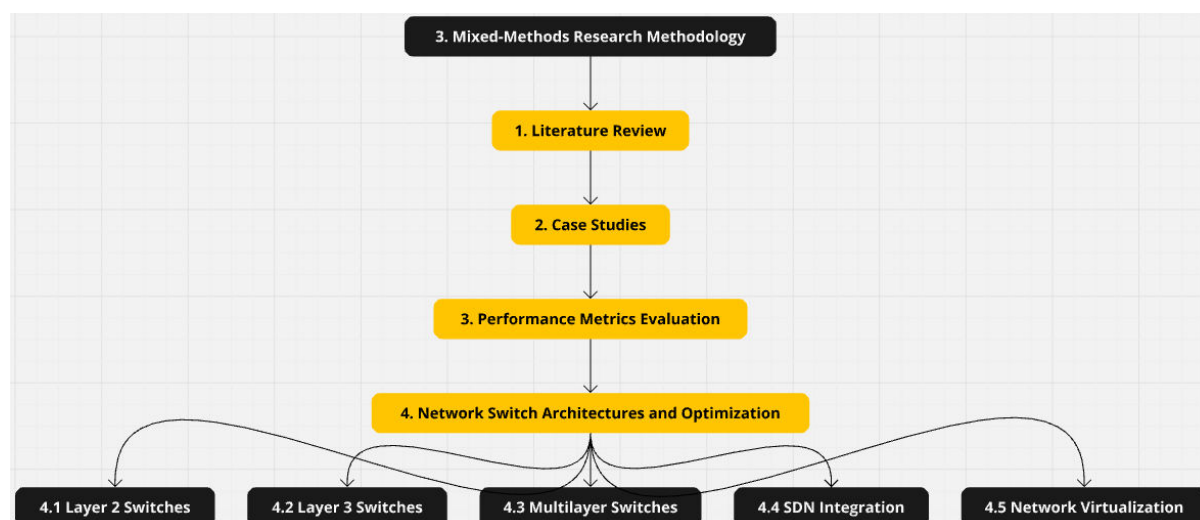 3. Mixed-Methods Research Methodology
1. Literature Review
2. Case Studies
3. Performance Metrics Evaluation
4. Network Switch Architectures and Optimization
4.1 Layer 2 Switches
4.2 Layer 3 Switches
4.3 Multilayer Switches
4.4 SDN Integration
4.5 Network Virtualization